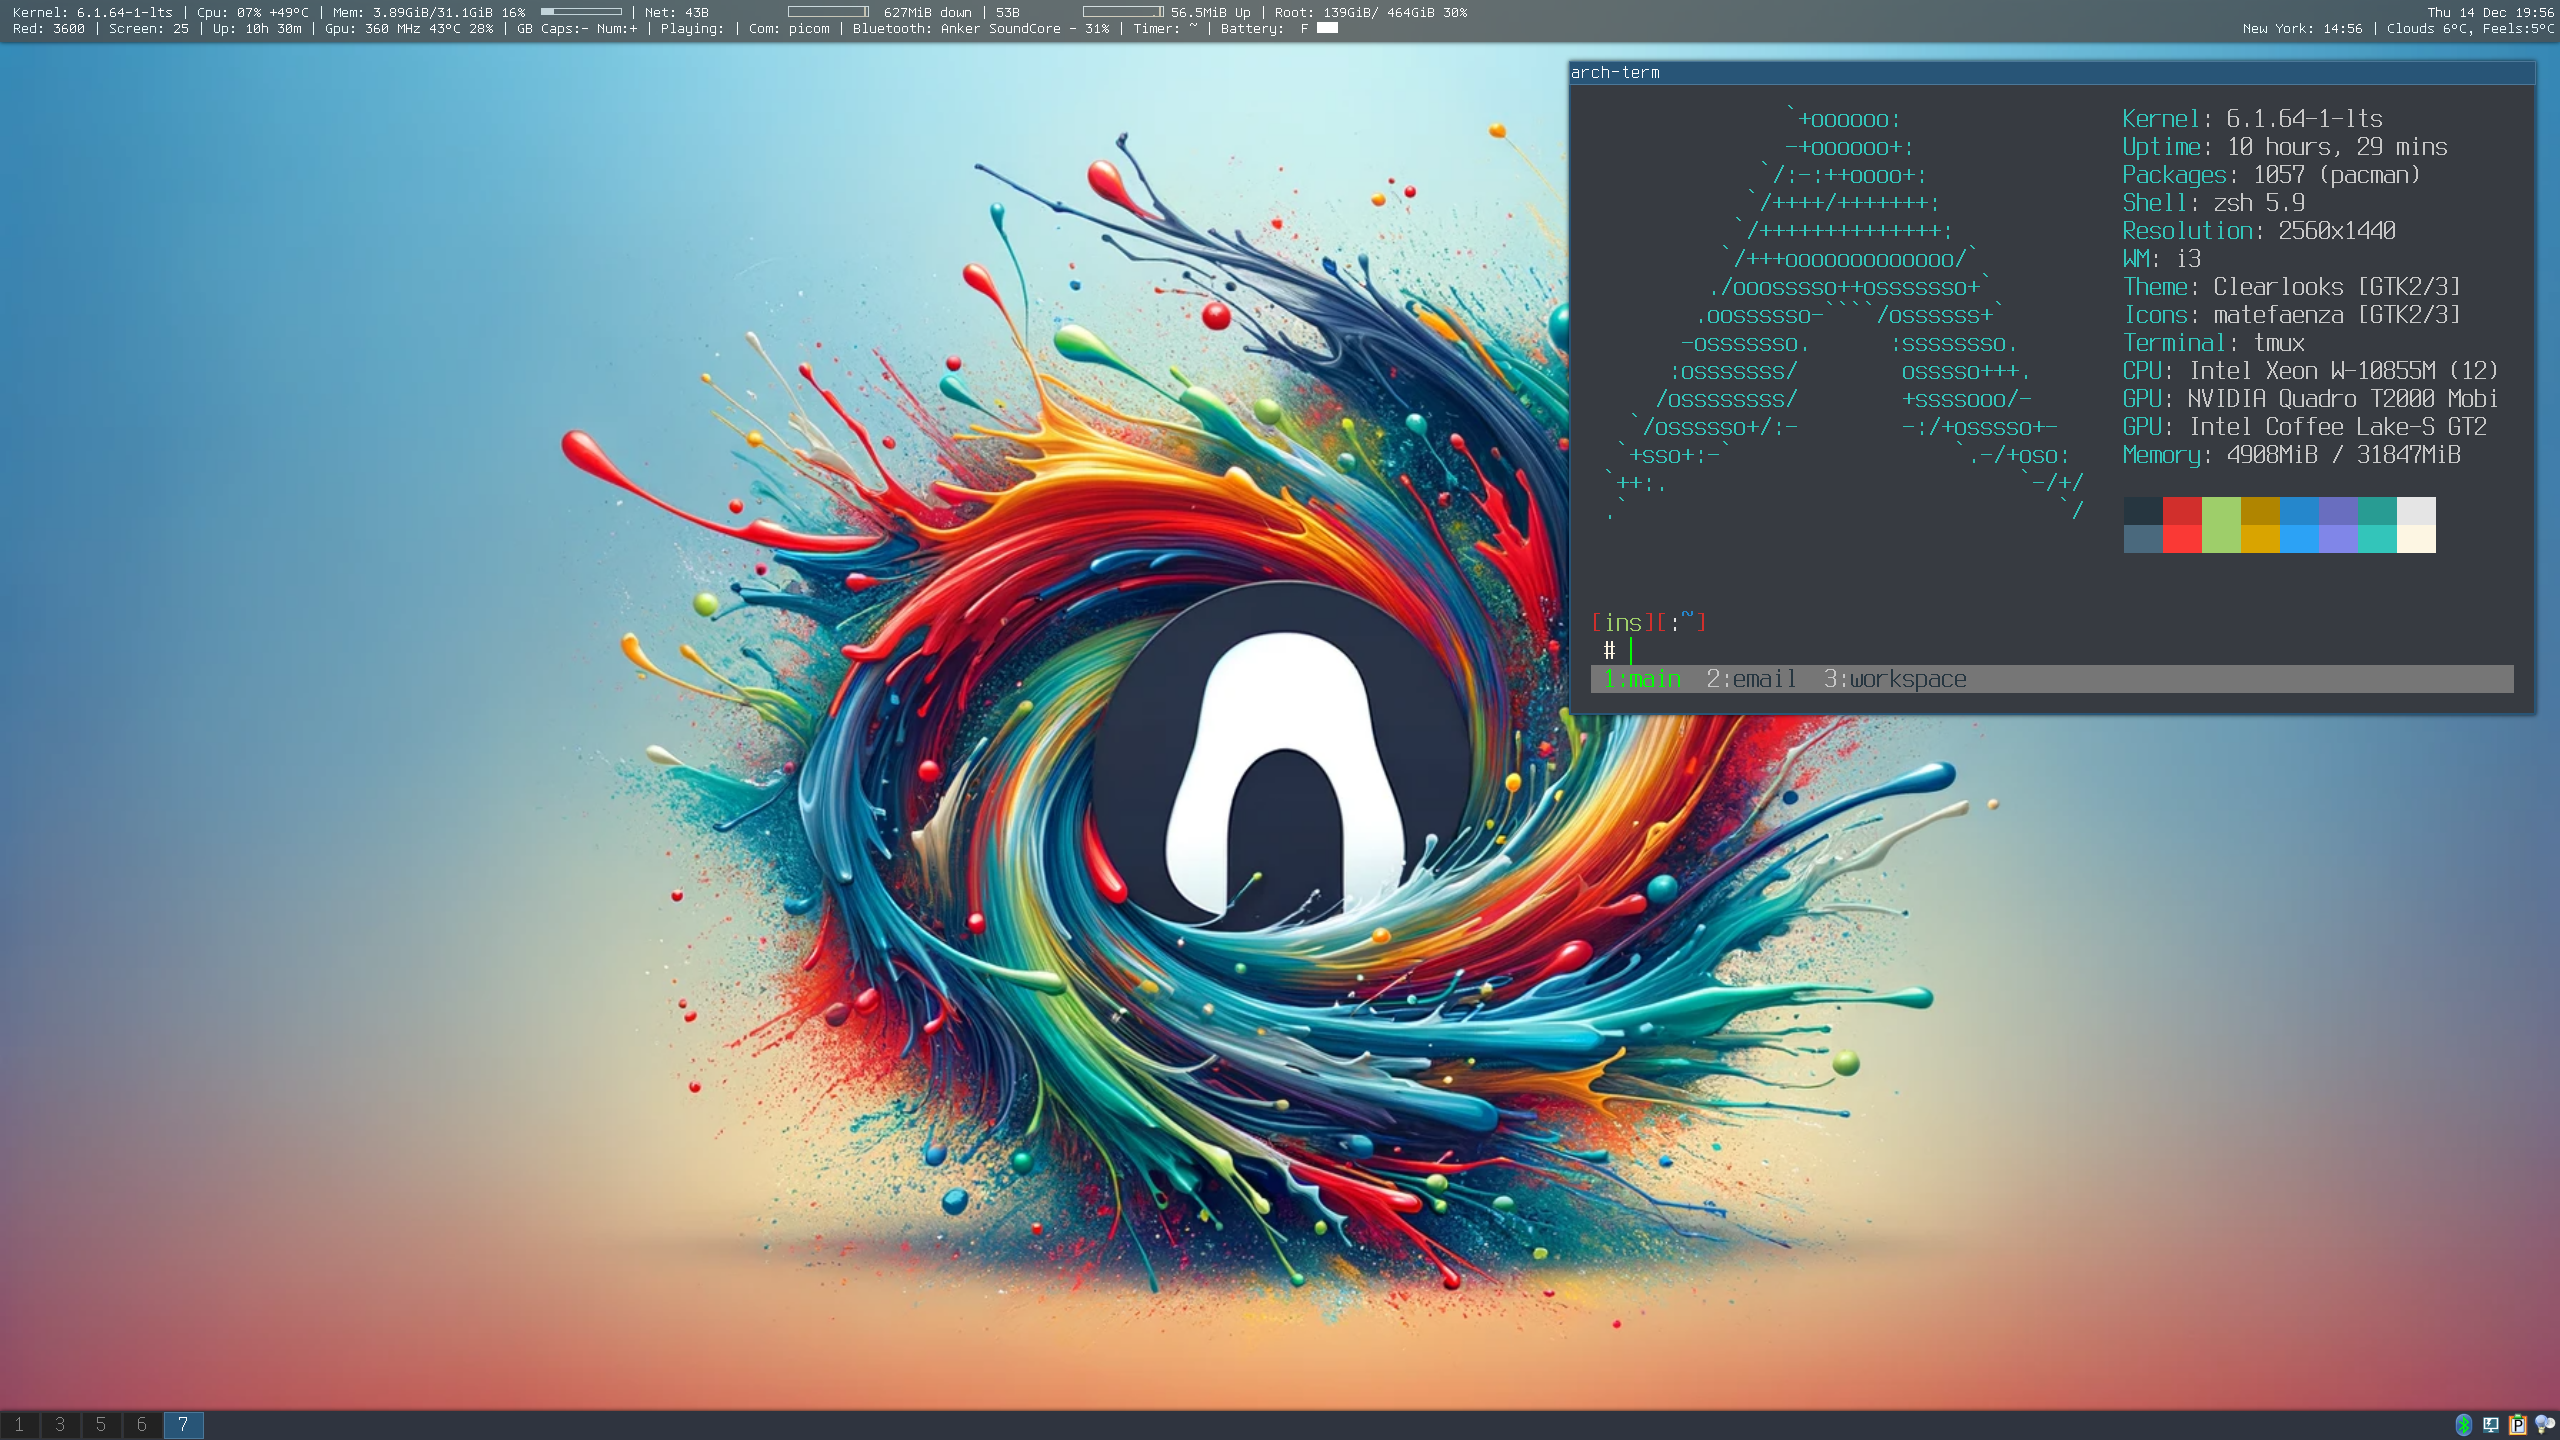 Kernel: 6.1.64-1-lts | Cpu: 07% +49°C | Mem: 3.89GiB/31.1GiB 16% | Net: 43B 627MiB down | 53B 56.5MiB Up | Root: 139GiB/ 464GiB 30%
Thu 14 Dec 19:56
Red: 3600 | Screen: 25 | Up: 10h 30m | Gpu: 360 MHz 43°C 28% | GB Caps:- Num:+ | Playing: | Com: picom | Bluetooth: Anker SoundCore - 31% | Timer: ~ | Battery: F
New York: 14:56 | Clouds 6°C, Feels:5°C
arch-term
`+oooooo:
-+oooooo+:
`/:-:++oooo+:
`/++++/+++++++:
`/++++++++++++++:
`/+++ooooooooooooo/`
./ooosssso++osssssso+`
.oossssso-````/ossssss+`
-osssssso. :ssssssso.
:osssssss/ osssso+++.
/ossssssss/ +ssssooo/-
`/ossssso+/:- -:/+osssso+-
`+sso+:-` `.-/+oso:
`++:. `-/+/
.` `/
Kernel: 6.1.64-1-lts
Uptime: 10 hours, 29 mins
Packages: 1057 (pacman)
Shell: zsh 5.9
Resolution: 2560x1440
WM: i3
Theme: Clearlooks [GTK2/3]
Icons: matefaenza [GTK2/3]
Terminal: tmux
CPU: Intel Xeon W-10855M (12)
GPU: NVIDIA Quadro T2000 Mobi
GPU: Intel Coffee Lake-S GT2
Memory: 4908MiB / 31847MiB
[ins][:~]
#
1:main 2:email 3:workspace
1 3 5 6 7
P